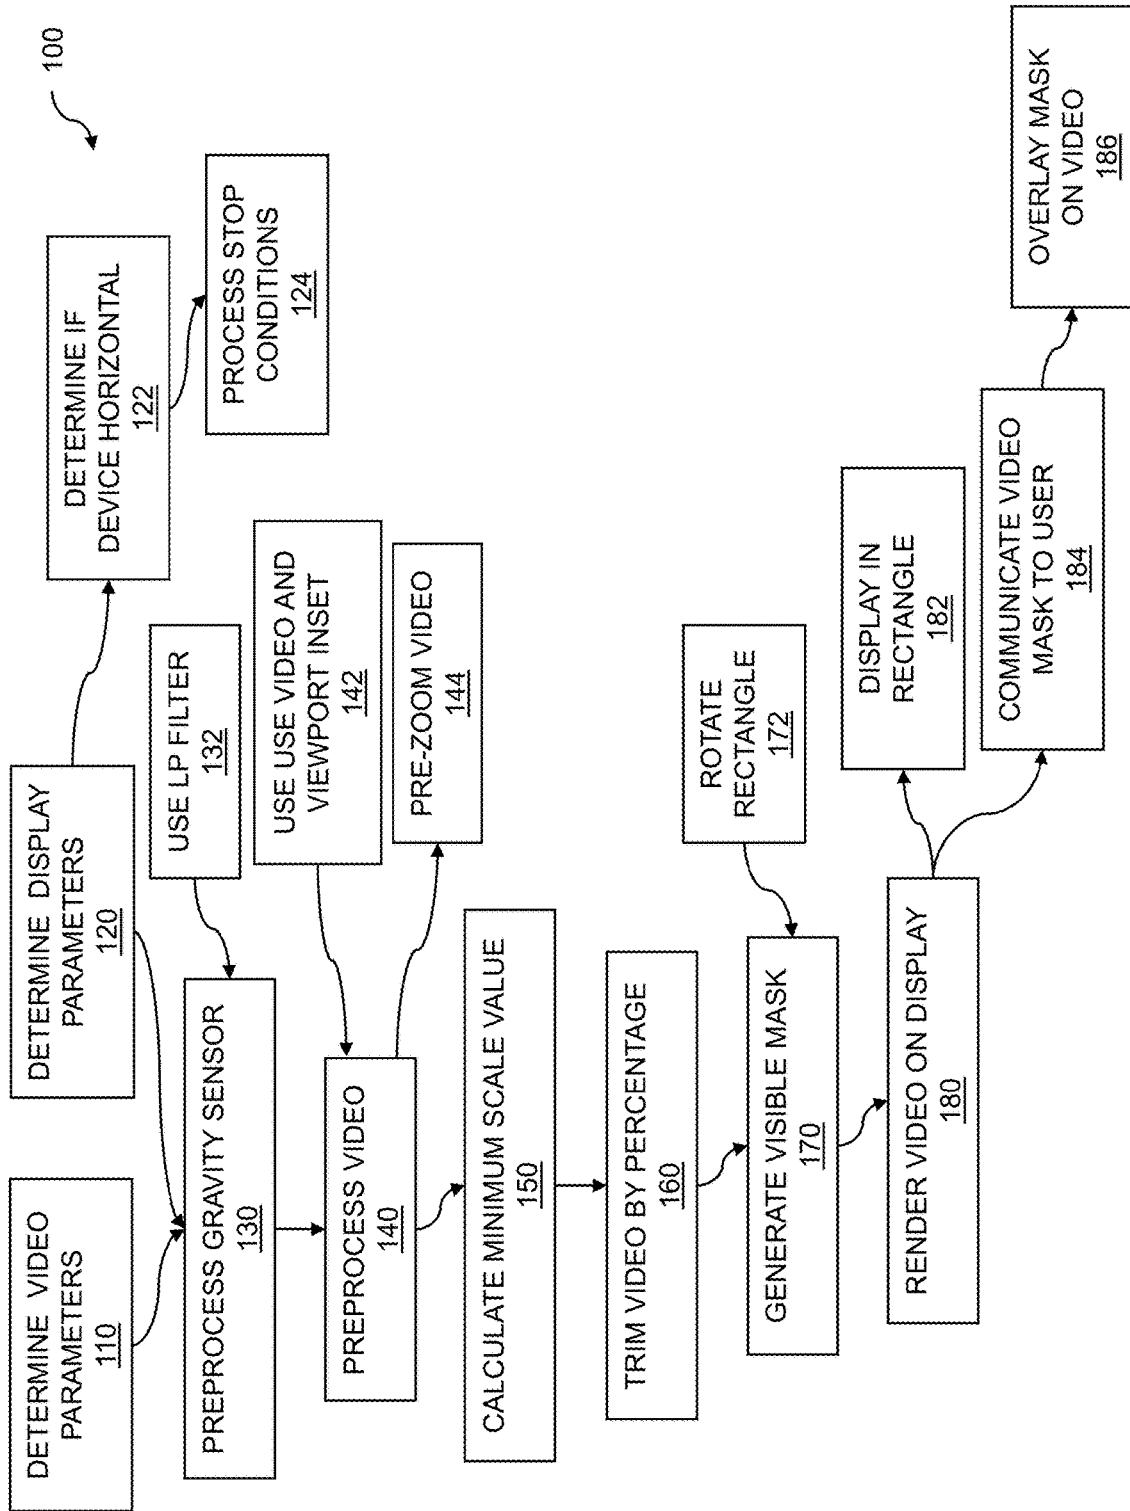 100
DETERMINE VIDEO
PARAMETERS
110
DETERMINE DISPLAY
PARAMETERS
120
DETERMINE IF
DEVICE HORIZONTAL
122
PROCESS STOP
CONDITIONS
124
PREPROCESS GRAVITY SENSOR
130
USE LP FILTER
132
PREPROCESS VIDEO
140
USE USE VIDEO AND
VIEWPORT INSET
142
PRE-ZOOM VIDEO
144
CALCULATE MINIMUM SCALE VALUE
150
TRIM VIDEO BY PERCENTAGE
160
GENERATE VISIBLE MASK
170
ROTATE
RECTANGLE
172
RENDER VIDEO ON DISPLAY
180
DISPLAY IN
RECTANGLE
182
COMMUNICATE VIDEO
MASK TO USER
184
OVERLAY MASK
ON VIDEO
186